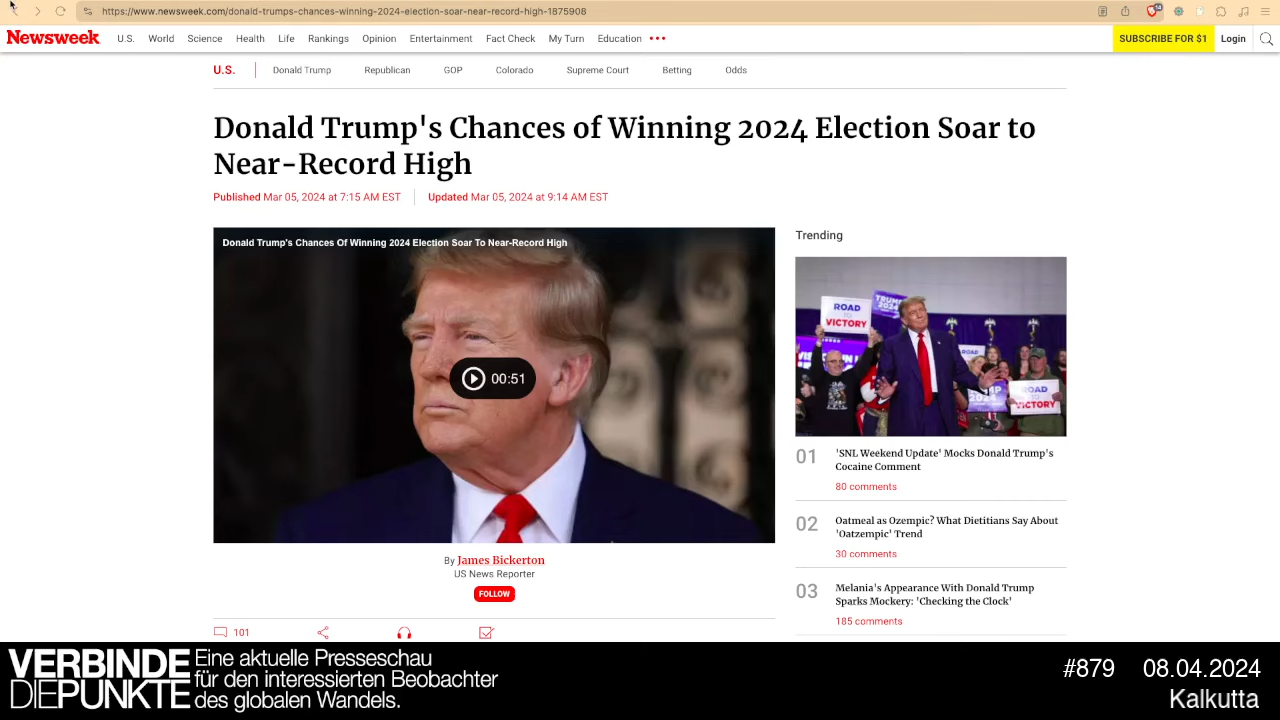 https://www.newsweek.com/donald-trumps-chances-winning-2024-election-soar-near-record-high-1875908
Newsweek U.S. World Science Health Life Rankings Opinion Entertainment Fact Check My Turn Education SUBSCRIBE FOR $1 Login
U.S. Donald Trump Republican GOP Colorado Supreme Court Betting Odds
Donald Trump's Chances of Winning 2024 Election Soar to
Near-Record High
Published Mar 05, 2024 at 7:15 AM EST Updated Mar 05, 2024 at 9:14 AM EST
Donald Trump's Chances Of Winning 2024 Election Soar To Near-Record High
00:51
By James Bickerton
US News Reporter
FOLLOW
101
Trending
ROAD
TO
VICTORY
TRUMP
2024
ROAD
ROAD
TO
VICTORY
01
'SNL Weekend Update' Mocks Donald Trump's
Cocaine Comment
80 comments
02
Oatmeal as Ozempic? What Dietitians Say About
'Oatzempic' Trend
30 comments
03
Melania's Appearance With Donald Trump
Sparks Mockery: 'Checking the Clock'
185 comments
VERBINDE
DIEPUNKTE
Eine aktuelle Presseschau
für den interessierten Beobachter
des globalen Wandels.
#879 08.04.2024
Kalkutta